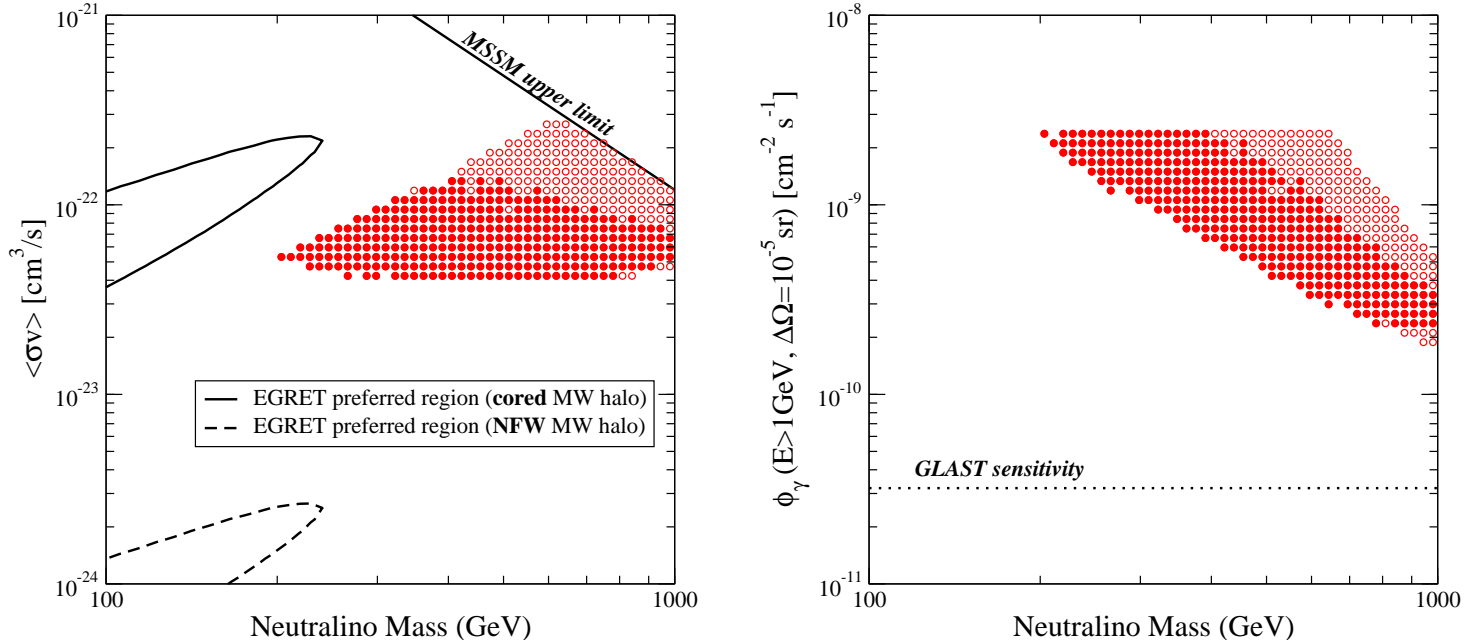 10^-21
10^-22
10^-23
10^-24
<σv> [cm^3/s]
MSSM upper limit
EGRET preferred region (cored MW halo)
EGRET preferred region (NFW MW halo)
100
1000
Neutralino Mass (GeV)
10^-8
10^-9
10^-10
10^-11
ϕ_γ (E>1GeV, ΔΩ=10^-5 sr) [cm^-2 s^-1]
GLAST sensitivity
100
1000
Neutralino Mass (GeV)